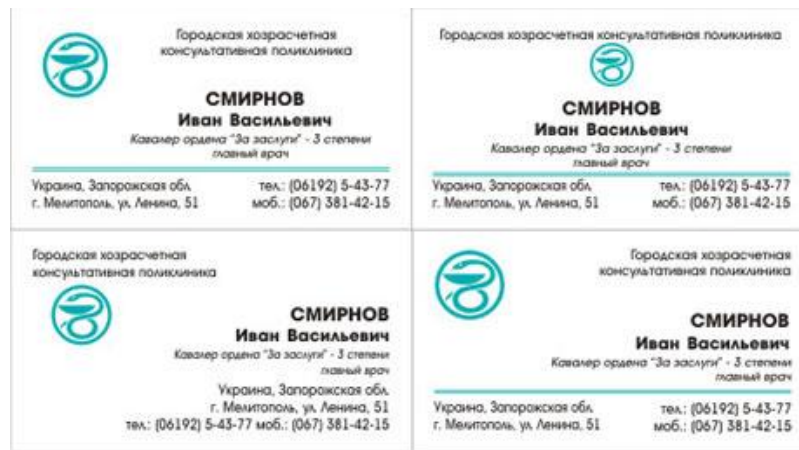 Городская хозрасчетная
консультативная поликлиника
СМИРНОВ
Иван Васильевич
Кавалер ордена "За заслуги" - 3 степени
главный врач
Украина, Запорожская обл.
г. Мелитополь, ул. Ленина, 51
тел.: (06192) 5-43-77
моб.: (067) 381-42-15
Городская хозрасчетная консультативная поликлиника
СМИРНОВ
Иван Васильевич
Кавалер ордена "За заслуги" - 3 степени
главный врач
Украина, Запорожская обл.
г. Мелитополь, ул. Ленина, 51
тел.: (06192) 5-43-77
моб.: (067) 381-42-15
Городская хозрасчетная
консультативная поликлиника
СМИРНОВ
Иван Васильевич
Кавалер ордена "За заслуги" - 3 степени
главный врач
Украина, Запорожская обл.
г. Мелитополь, ул. Ленина, 51
тел.: (06192) 5-43-77 моб.: (067) 381-42-15
Городская хозрасчетная
консультативная поликлиника
СМИРНОВ
Иван Васильевич
Кавалер ордена "За заслуги" - 3 степени
главный врач
Украина, Запорожская обл.
г. Мелитополь, ул. Ленина, 51
тел.: (06192) 5-43-77
моб.: (067) 381-42-15